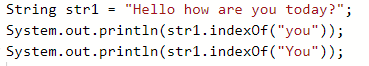 String str1 = "Hello how are you today?";
System.out.println(str1.indexOf("you"));
System.out.println(str1.indexOf("You"));